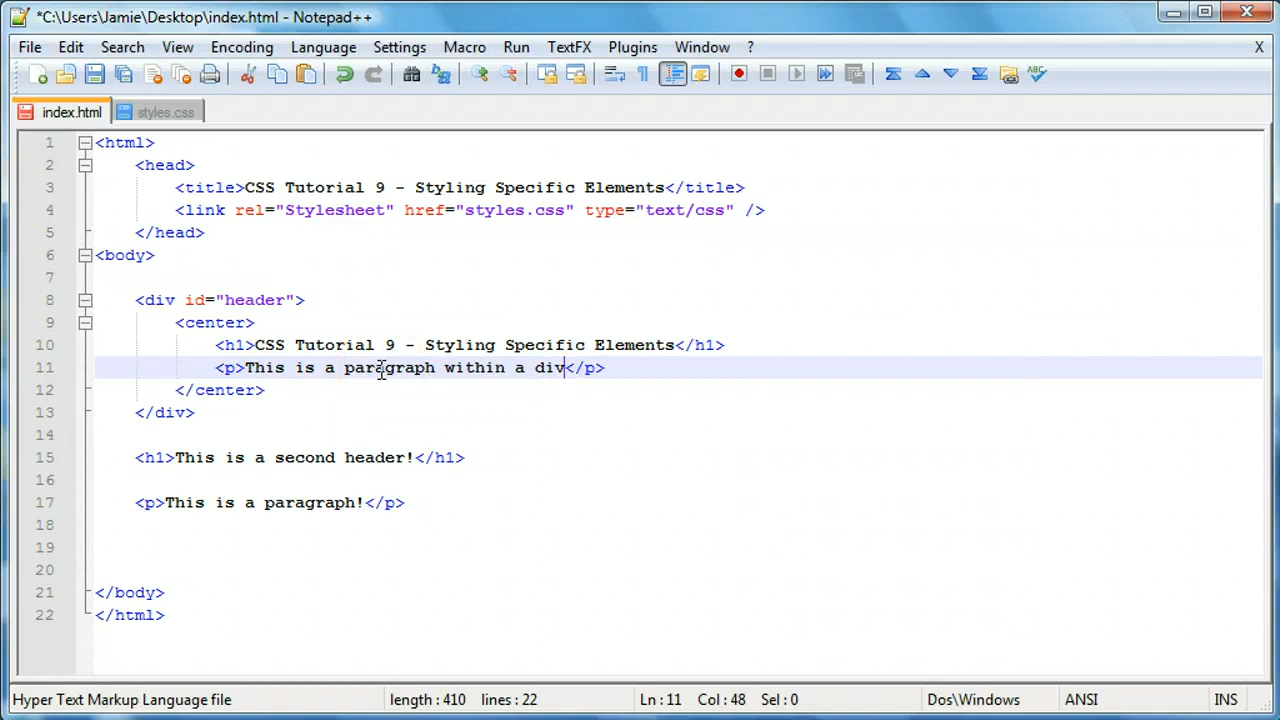 *C:\Users\Jamie\Desktop\index.html - Notepad++
File Edit Search View Encoding Language Settings Macro Run TextFX Plugins Window ? X
index.html styles.css
1 <html>
2 <head>
3 <title>CSS Tutorial 9 - Styling Specific Elements</title>
4 <link rel="Stylesheet" href="styles.css" type="text/css" />
5 </head>
6 <body>
7
8 <div id="header">
9 <center>
10 <h1>CSS Tutorial 9 - Styling Specific Elements</h1>
11 <p>This is a paragraph within a div</p>
12 </center>
13 </div>
14
15 <h1>This is a second header!</h1>
16
17 <p>This is a paragraph!</p>
18
19
20
21 </body>
22 </html>
Hyper Text Markup Language file length : 410 lines : 22 Ln : 11 Col : 48 Sel : 0 Dos\Windows ANSI INS